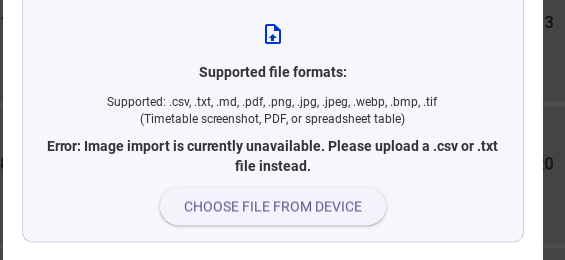 Supported file formats:
Supported: .csv, .txt, .md, .pdf, .png, .jpg, .jpeg, .webp, .bmp, .tif
(Timetable screenshot, PDF, or spreadsheet table)
Error: Image import is currently unavailable. Please upload a .csv or .txt
file instead.
CHOOSE FILE FROM DEVICE